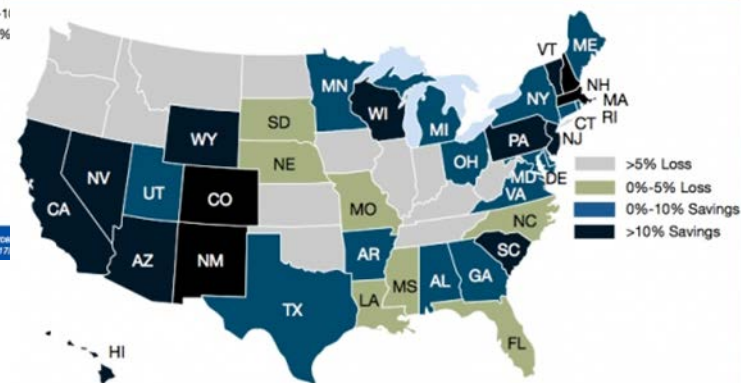 VT
ME
MN
NH
WI
NY
MA
SD
MI
RI
WY
CT
PA
NJ
NE
OH
NV
UT
MD
DE
CO
VA
CA
MO
NC
AZ
NM
AR
SC
MS
AL
GA
TX
LA
FL
HI
>5% Loss
0%-5% Loss
0%-10% Savings
>10% Savings